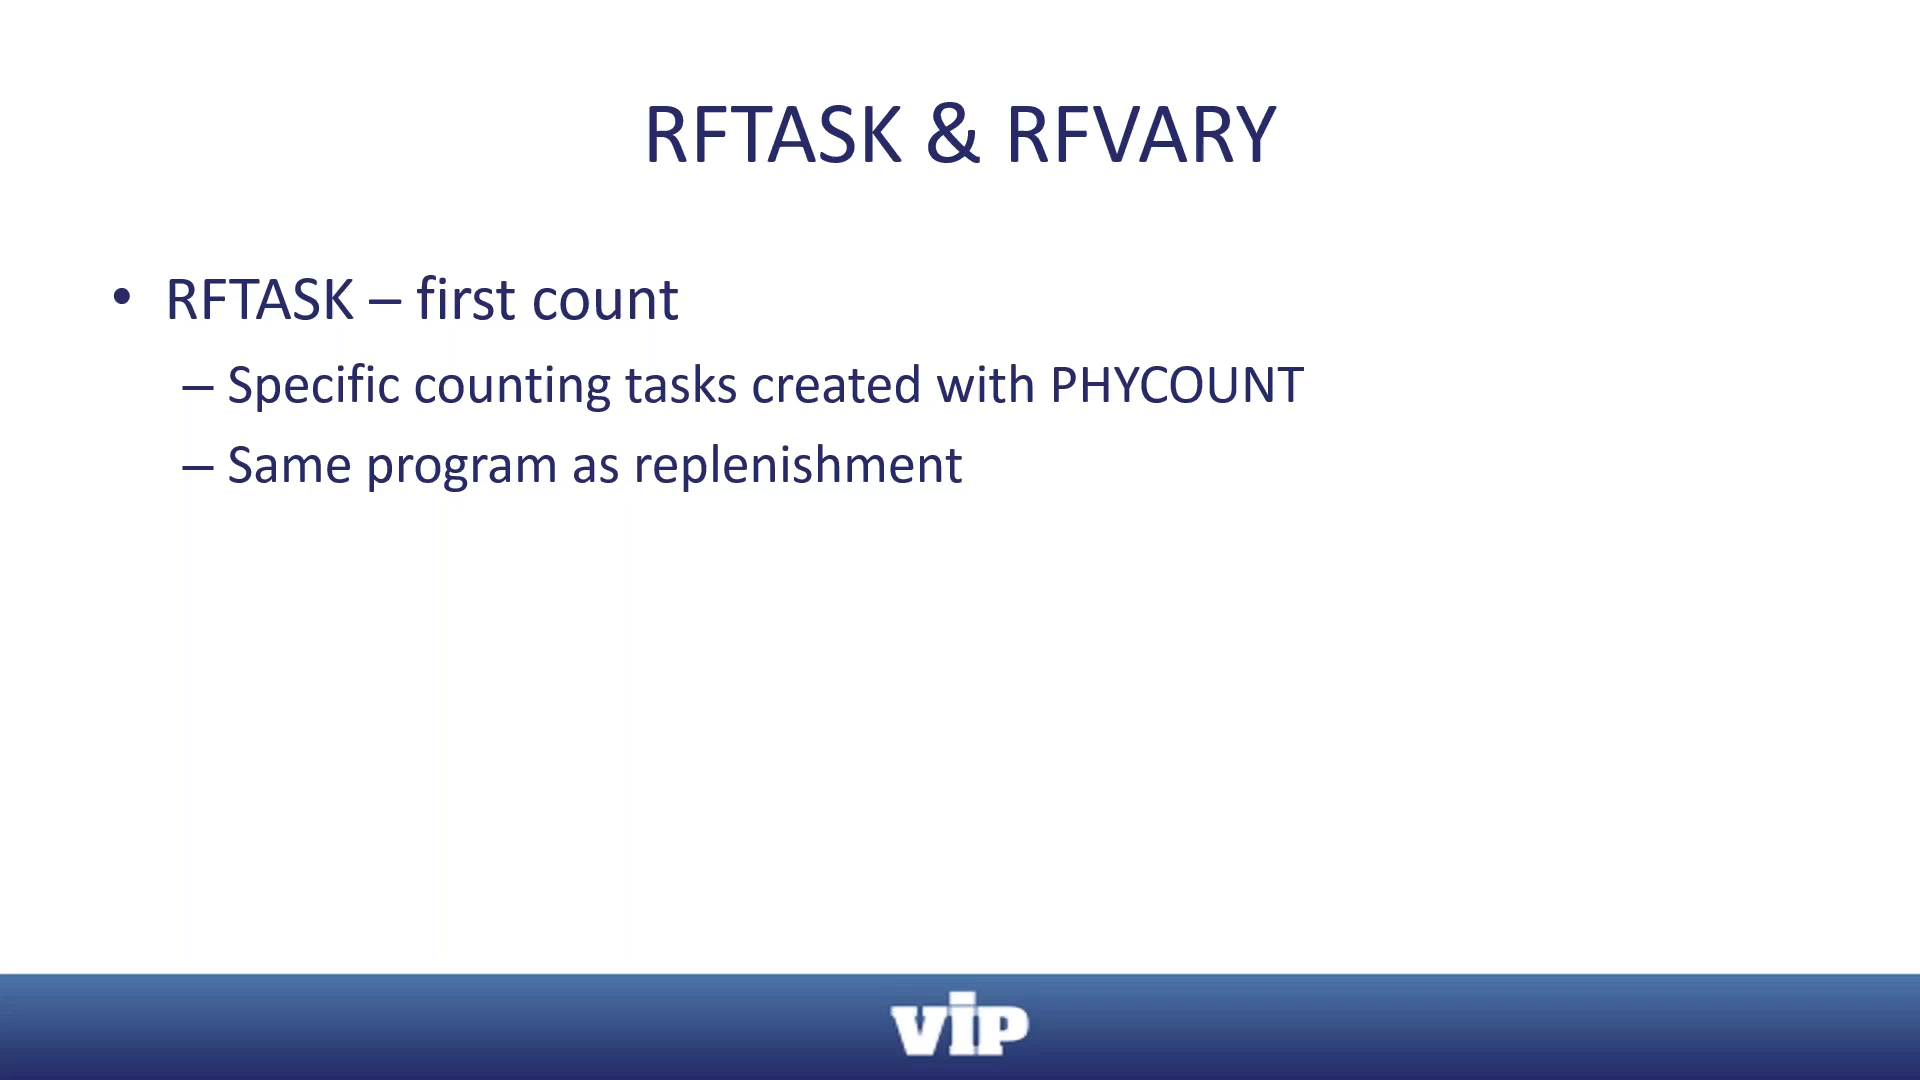 RFTASK & RFVARY
• RFTASK – first count
– Specific counting tasks created with PHYCOUNT
– Same program as replenishment
vip